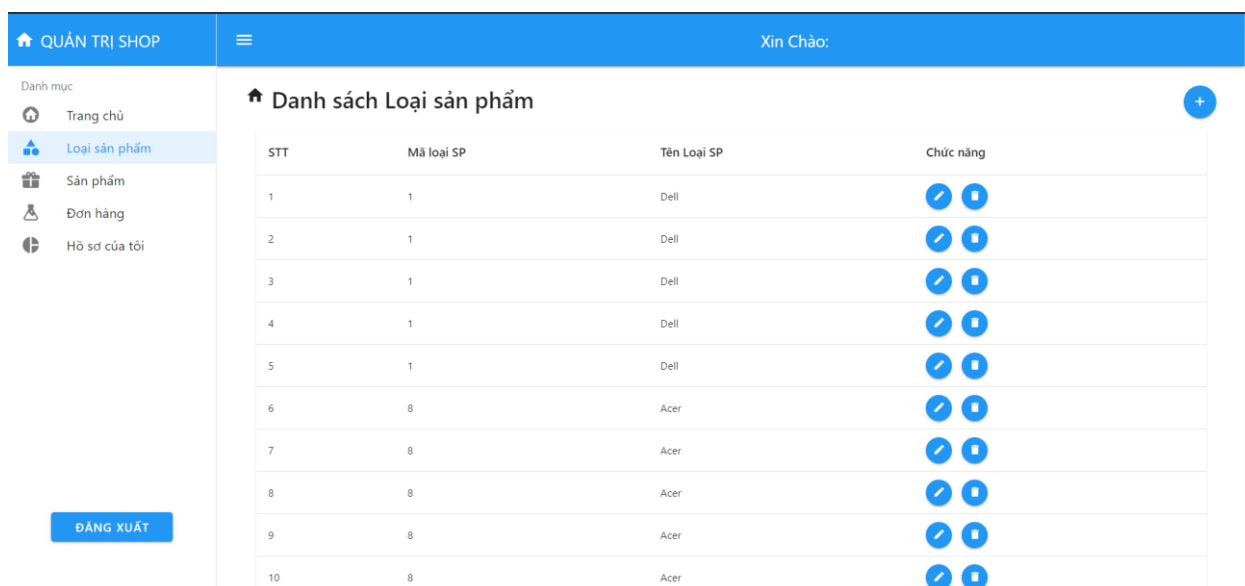 QUẢN TRỊ SHOP
Xin Chào:
Danh mục
Trang chủ
Loại sản phẩm
Sản phẩm
Đơn hàng
Hồ sơ của tôi
ĐĂNG XUẤT
Danh sách Loại sản phẩm
STT Mã loại SP Tên Loại SP Chức năng
1 1 Dell
2 1 Dell
3 1 Dell
4 1 Dell
5 1 Dell
6 8 Acer
7 8 Acer
8 8 Acer
9 8 Acer
10 8 Acer